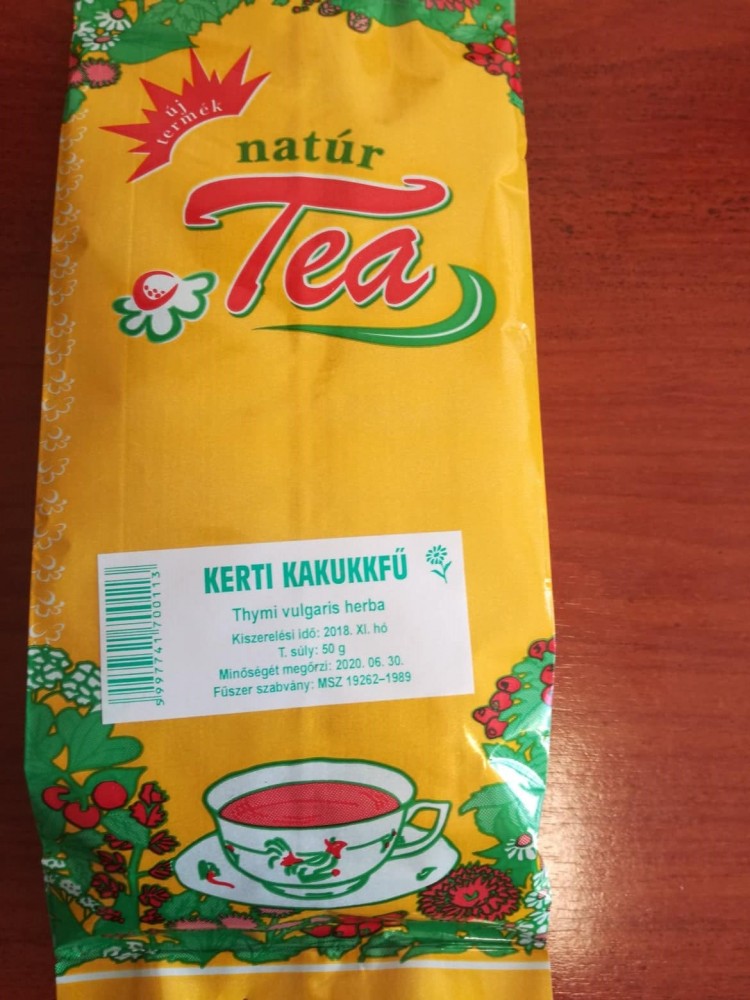 új
termék
natúr
Tea
KERTI KAKUKKFŰ
Thymi vulgaris herba
Kiszerelési idő: 2018. XI. hó
T. súly: 50 g
Minőségét megőrzi: 2020. 06. 30.
Fűszer szabvány: MSZ 19262–1989
5997741700113